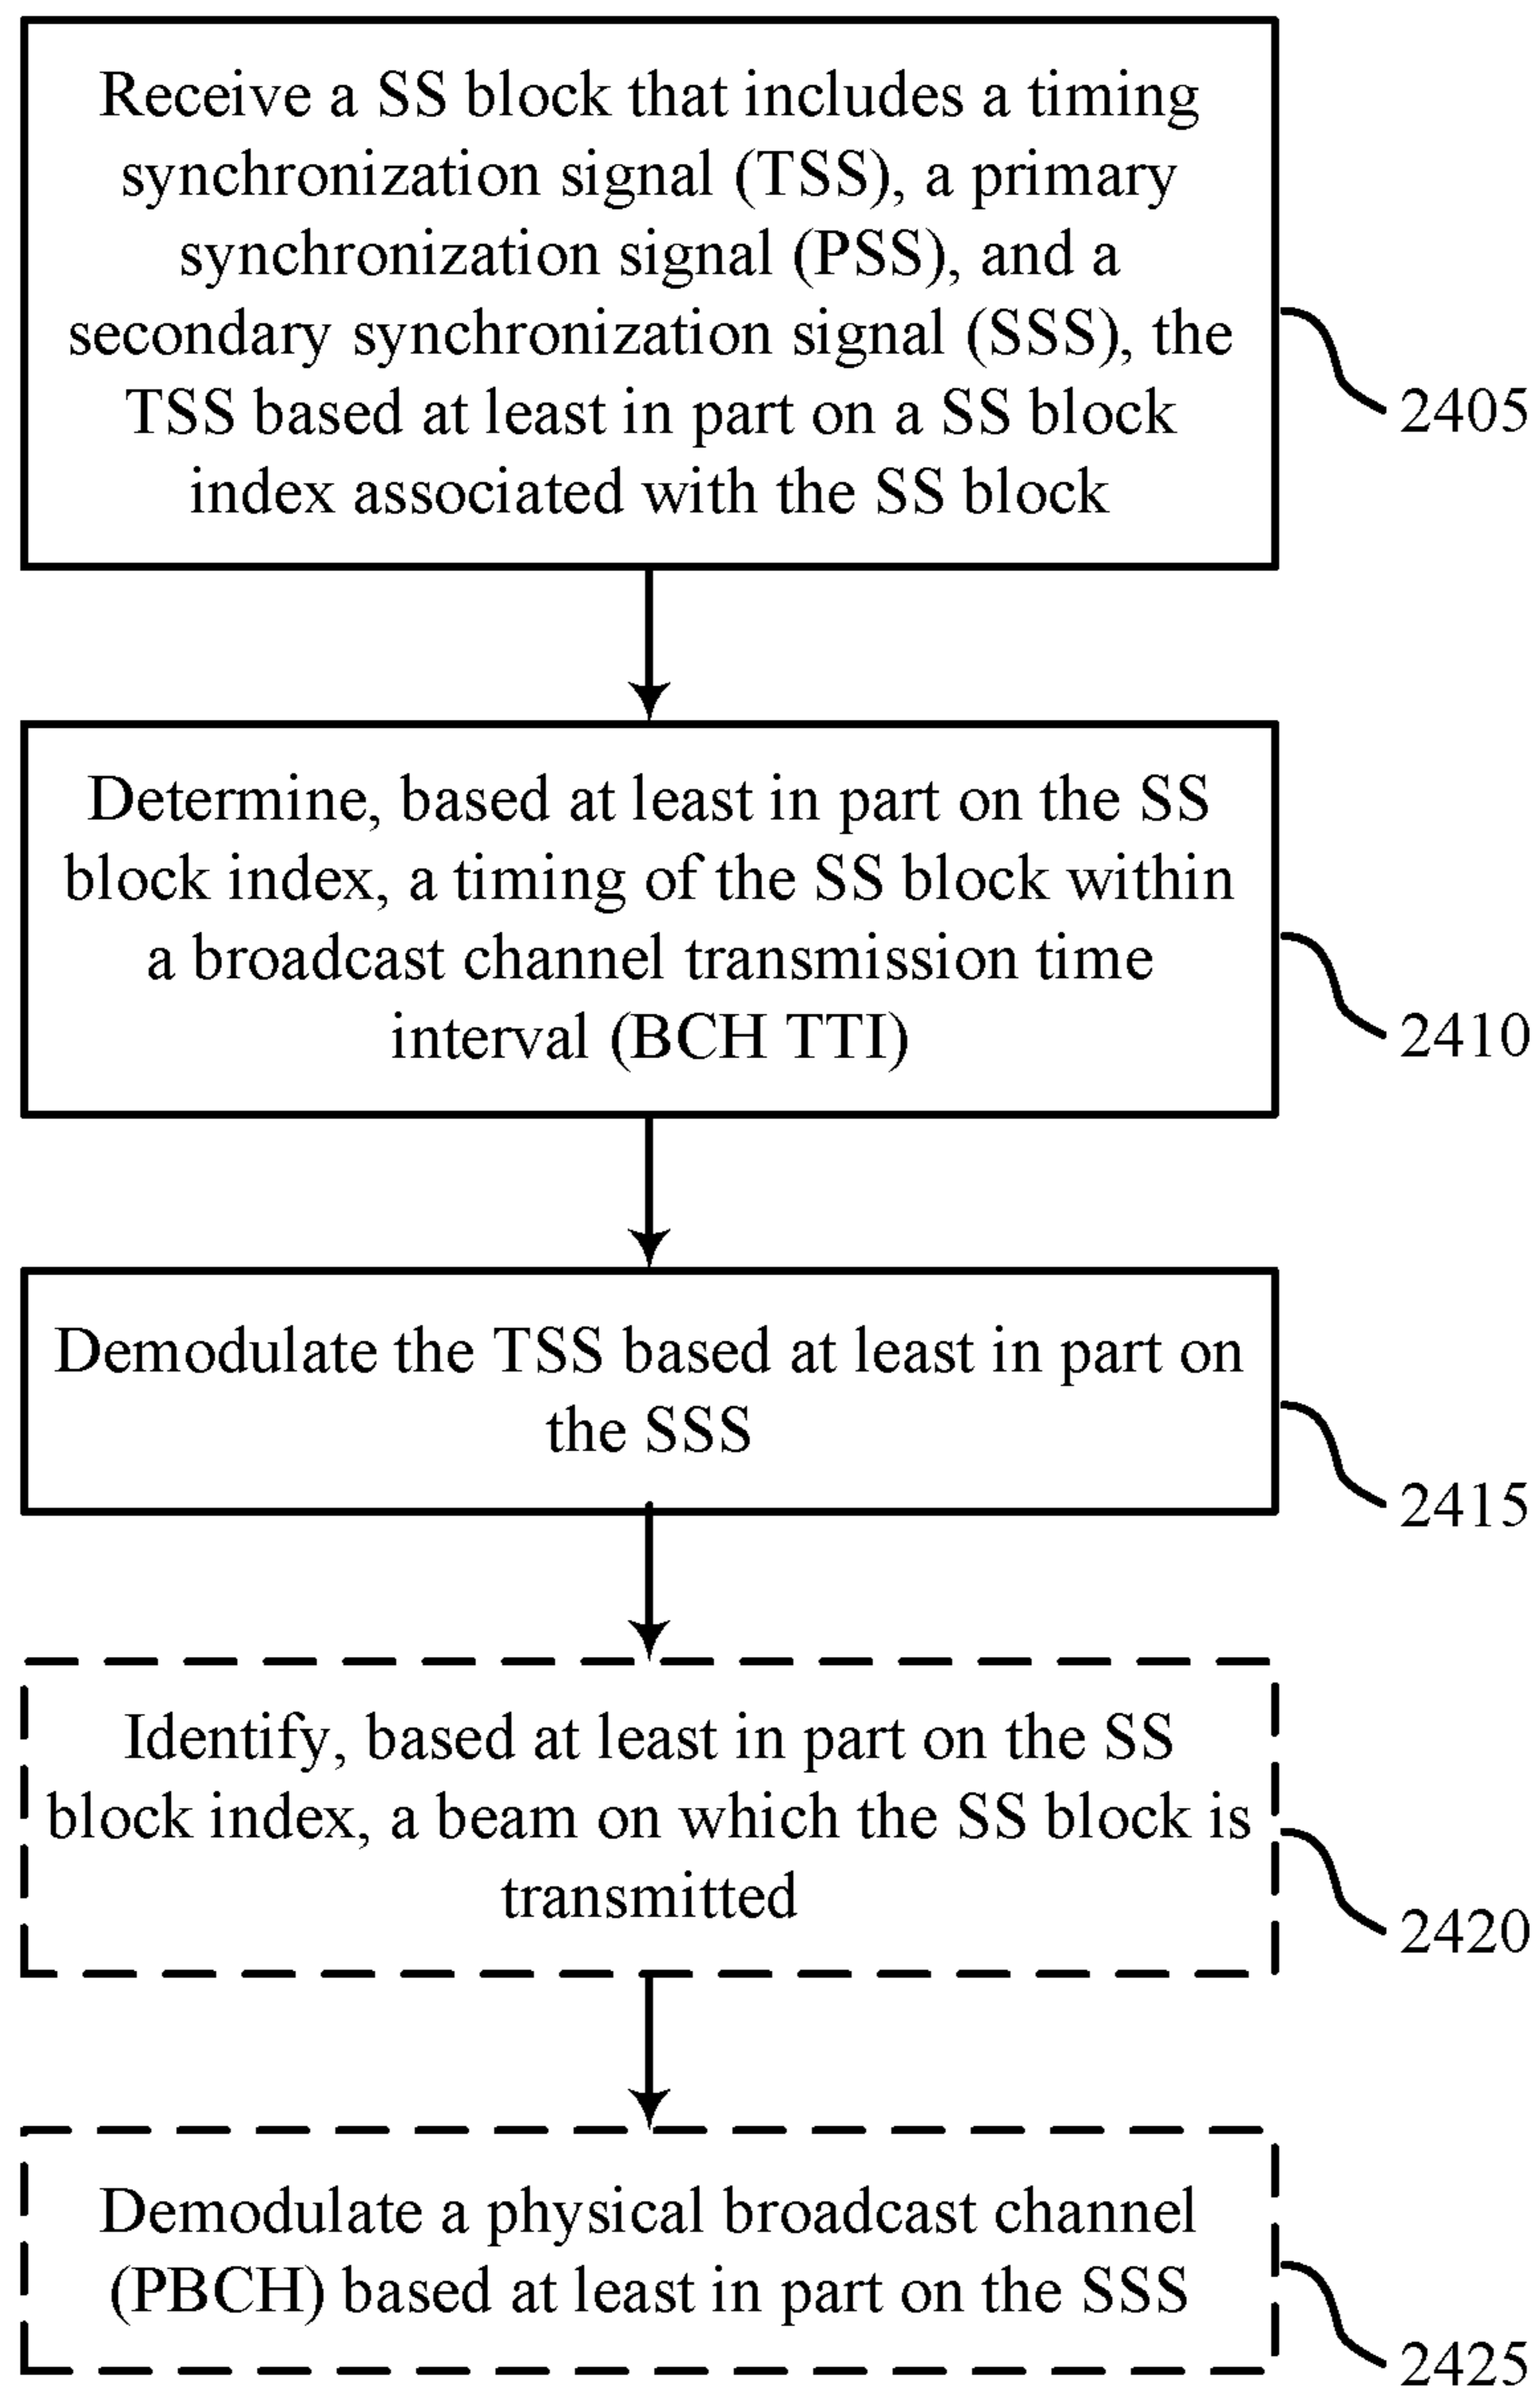 Receive a SS block that includes a timing
synchronization signal (TSS), a primary
synchronization signal (PSS), and a
secondary synchronization signal (SSS), the
TSS based at least in part on a SS block
index associated with the SS block
2405
Determine, based at least in part on the SS
block index, a timing of the SS block within
a broadcast channel transmission time
interval (BCH TTI)
2410
Demodulate the TSS based at least in part on
the SSS
2415
Identify, based at least in part on the SS
block index, a beam on which the SS block is
transmitted
2420
Demodulate a physical broadcast channel
(PBCH) based at least in part on the SSS
2425